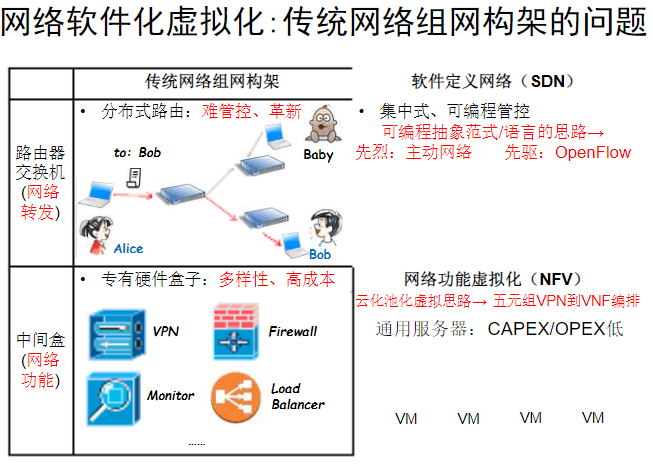 网络软件化虚拟化:传统网络组网构架的问题
传统网络组网构架
软件定义网络（SDN）
路由器
交换机
(网络
转发)
• 分布式路由：难管控、革新
to: Bob
Baby
Alice
Bob
• 集中式、可编程管控
可编程抽象范式/语言的思路→
先烈：主动网络 先驱：OpenFlow
中间盒
(网络
功能)
• 专有硬件盒子：多样性、高成本
VPN
Firewall
Monitor
Load
Balancer
......
网络功能虚拟化（NFV）
云化池化虚拟思路→ 五元组VPN到VNF编排
通用服务器：CAPEX/OPEX低
VM VM VM VM